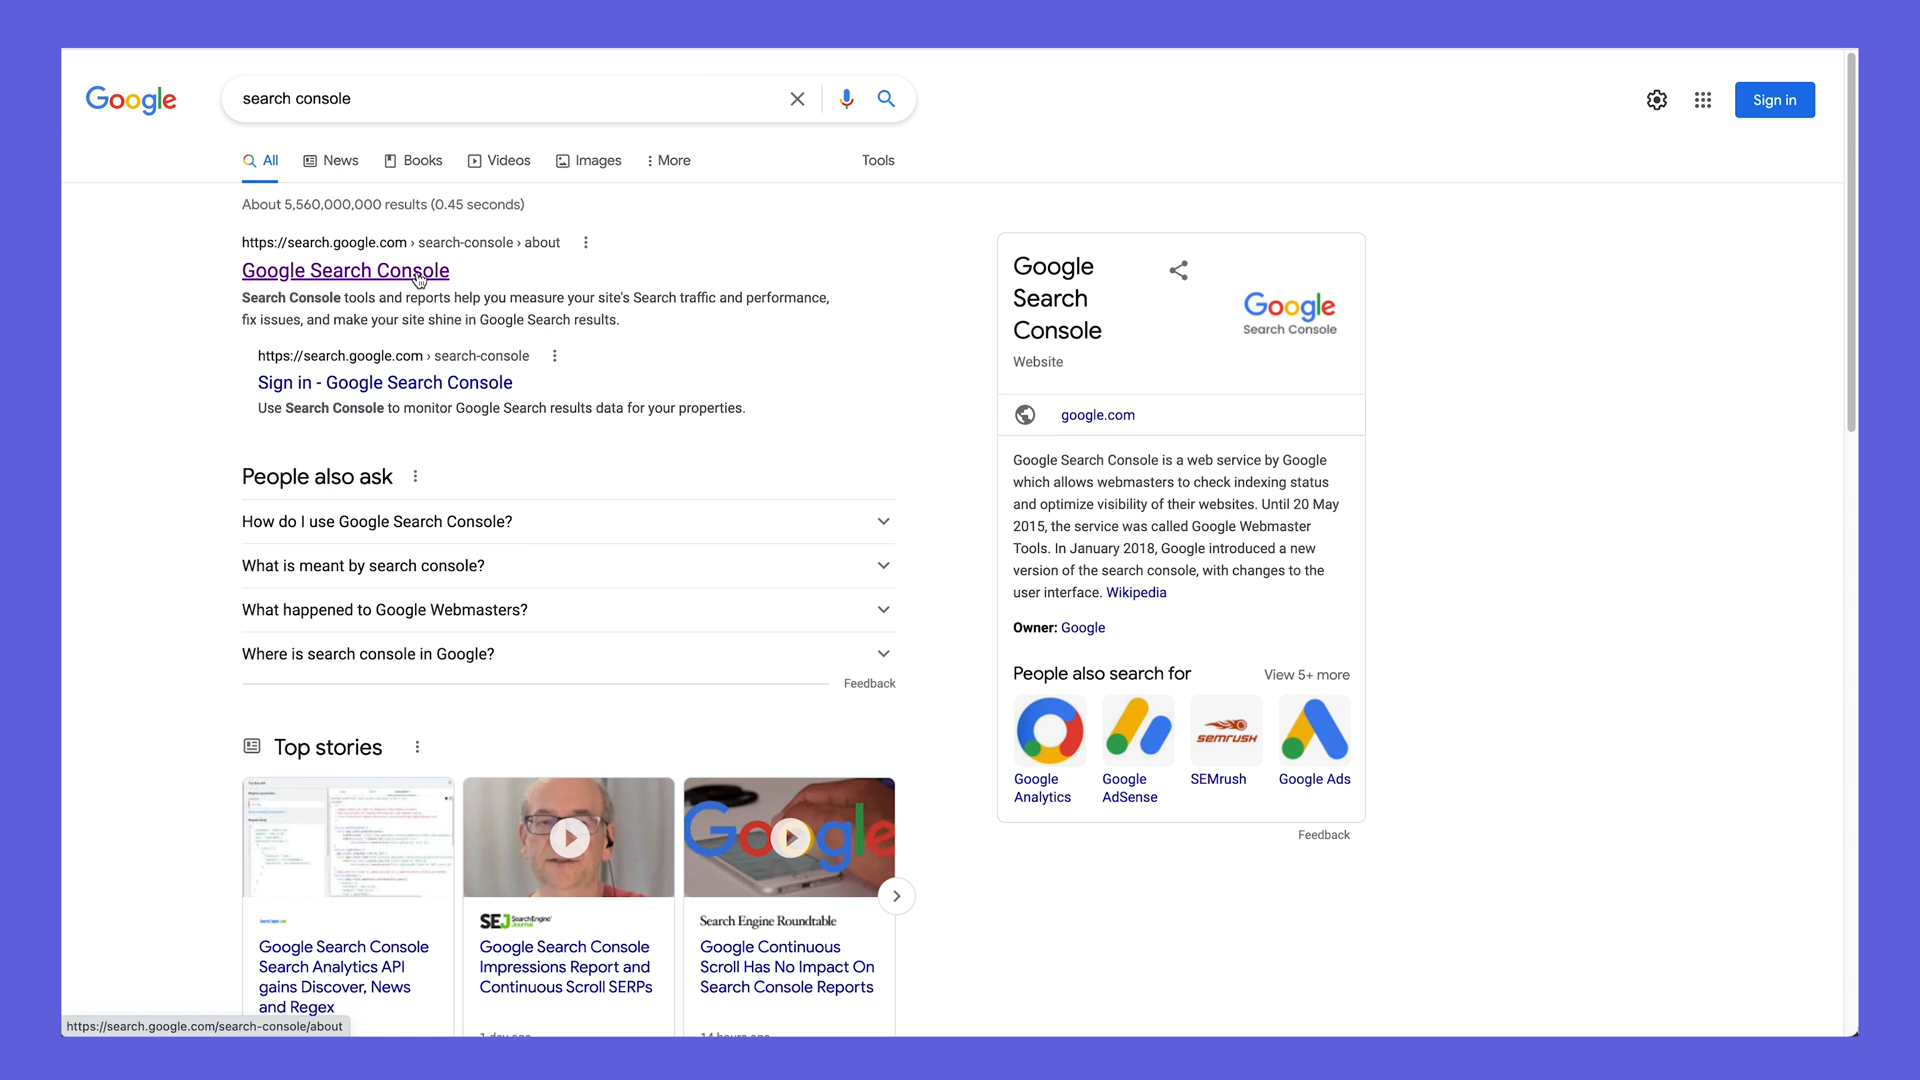 Google
search console
Sign in
All
News
Books
Videos
Images
More
Tools
About 5,560,000,000 results (0.45 seconds)
https://search.google.com › search-console › about
Google Search Console
Search Console tools and reports help you measure your site's Search traffic and performance,
fix issues, and make your site shine in Google Search results.
https://search.google.com › search-console
Sign in - Google Search Console
Use Search Console to monitor Google Search results data for your properties.
People also ask
How do I use Google Search Console?
What is meant by search console?
What happened to Google Webmasters?
Where is search console in Google?
Feedback
Top stories
Google
SEJ Search Engine Journal
Search Engine Roundtable
Google Search Console
Search Analytics API
gains Discover, News
and Regex
Google Search Console
Impressions Report and
Continuous Scroll SERPs
Google Continuous
Scroll Has No Impact On
Search Console Reports
1 day ago
14 hours ago
https://search.google.com/search-console/about
Google
Search
Console
Website
Google
Search Console
google.com
Google Search Console is a web service by Google
which allows webmasters to check indexing status
and optimize visibility of their websites. Until 20 May
2015, the service was called Google Webmaster
Tools. In January 2018, Google introduced a new
version of the search console, with changes to the
user interface. Wikipedia
Owner: Google
People also search for
View 5+ more
semrush
Google
Analytics
Google
AdSense
SEMrush
Google Ads
Feedback